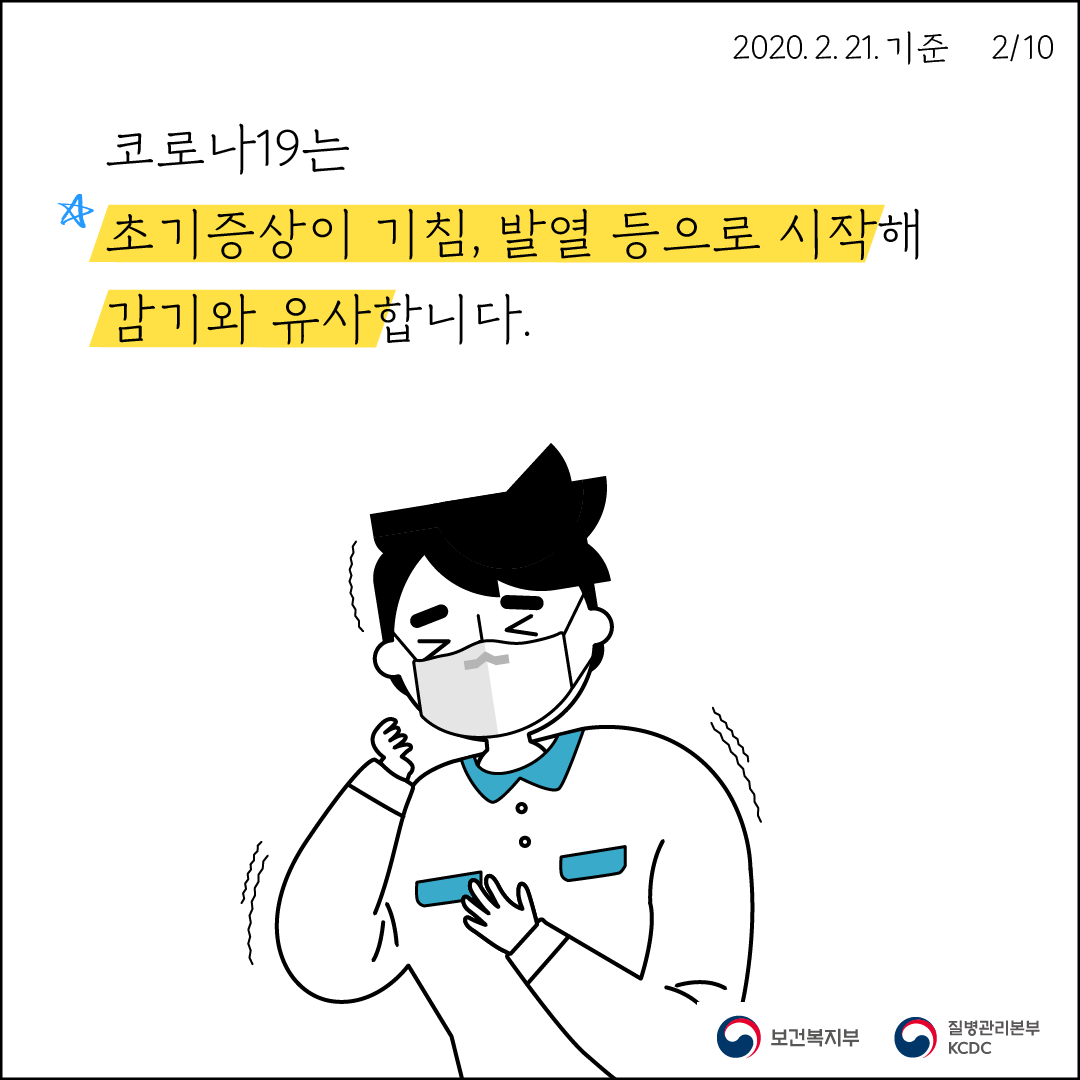 2020. 2. 21. 기준 2/10
코로나19는
초기증상이 기침, 발열 등으로 시작해
감기와 유사합니다.
보건복지부
질병관리본부
KCDC